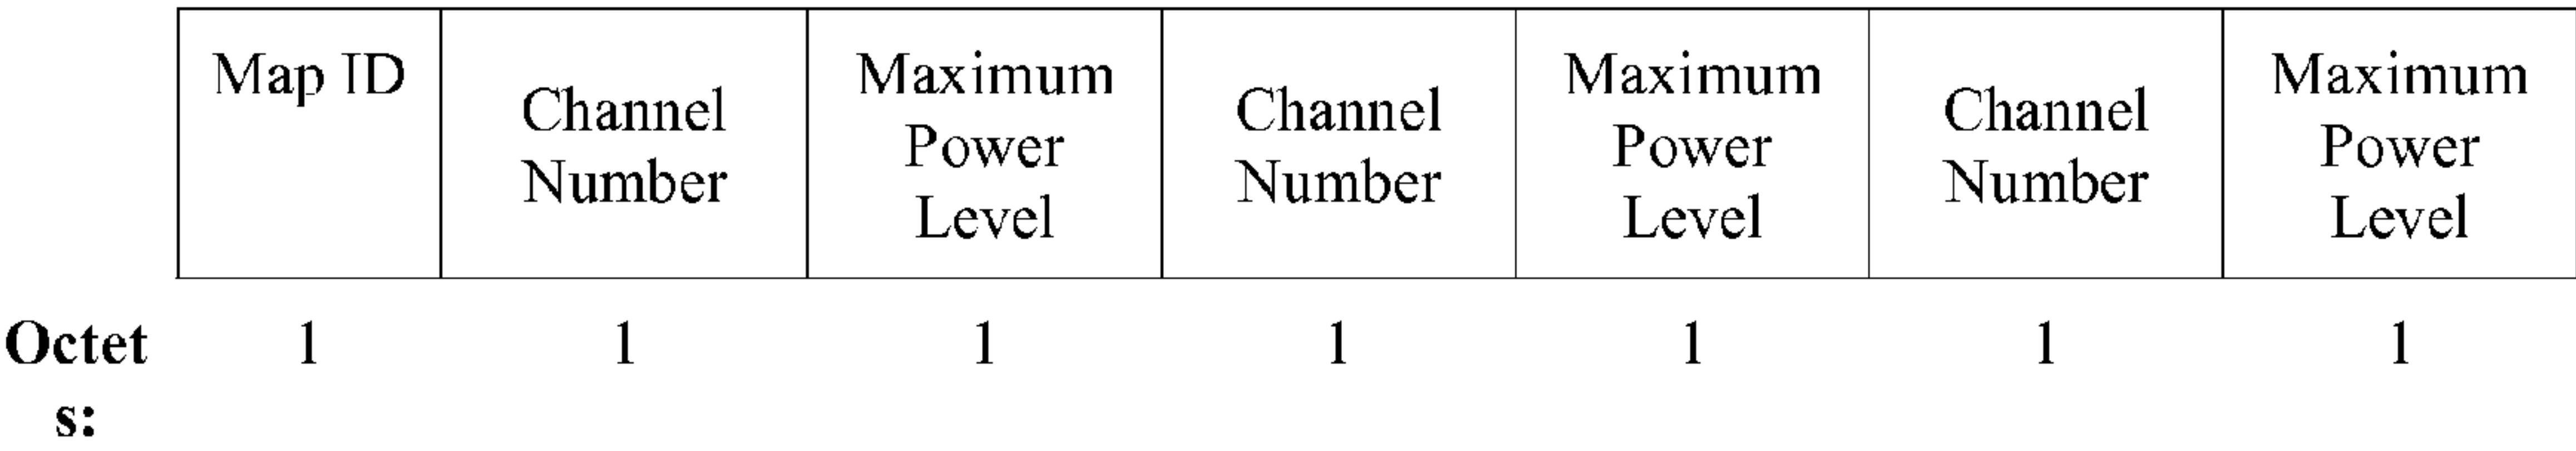 Map ID
Channel
Number
Maximum
Power
Level
Channel
Number
Maximum
Power
Level
Channel
Number
Maximum
Power
Level
Octet
s:
1
1
1
1
1
1
1